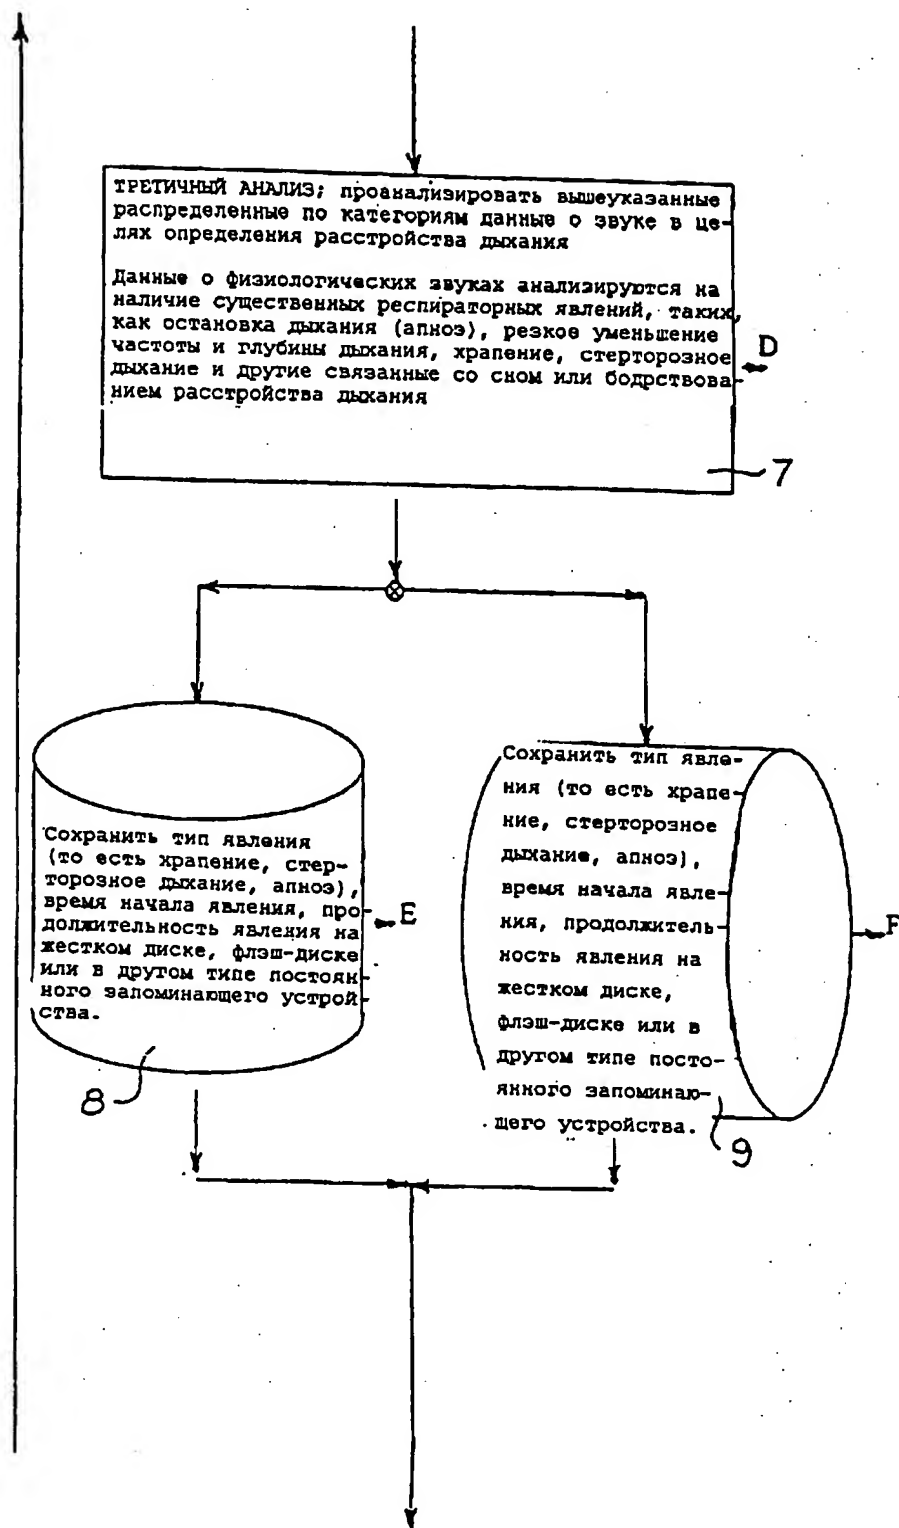 ТРЕТИЧНЫЙ АНАЛИЗ; проанализировать вышеуказанные
распределенные по категориям данные о звуке в це-
лях определения расстройства дыхания
Данные о физиологических звуках анализируются на
наличие существенных респираторных явлений, таких,
как остановка дыхания (апноэ), резкое уменьшение
частоты и глубины дыхания, храпение, стерторозное
дыхание и другие связанные со сном или бодрствова-
нием расстройства дыхания
D
7
Сохранить тип явления
(то есть храпение, стер-
торозное дыхание, апноэ),
время начала явления, про-
должительность явления на
жестком диске, флэш-диске
или в другом типе постоян-
ного запоминающего устрой-
ства.
E
8
Сохранить тип явле-
ния (то есть храпе-
ние, стерторозное
дыхание, апноэ),
время начала явле-
ния, продолжитель-
ность явления на
жестком диске,
флэш-диске или в
другом типе посто-
янного запоминаю-
щего устройства.
F
9